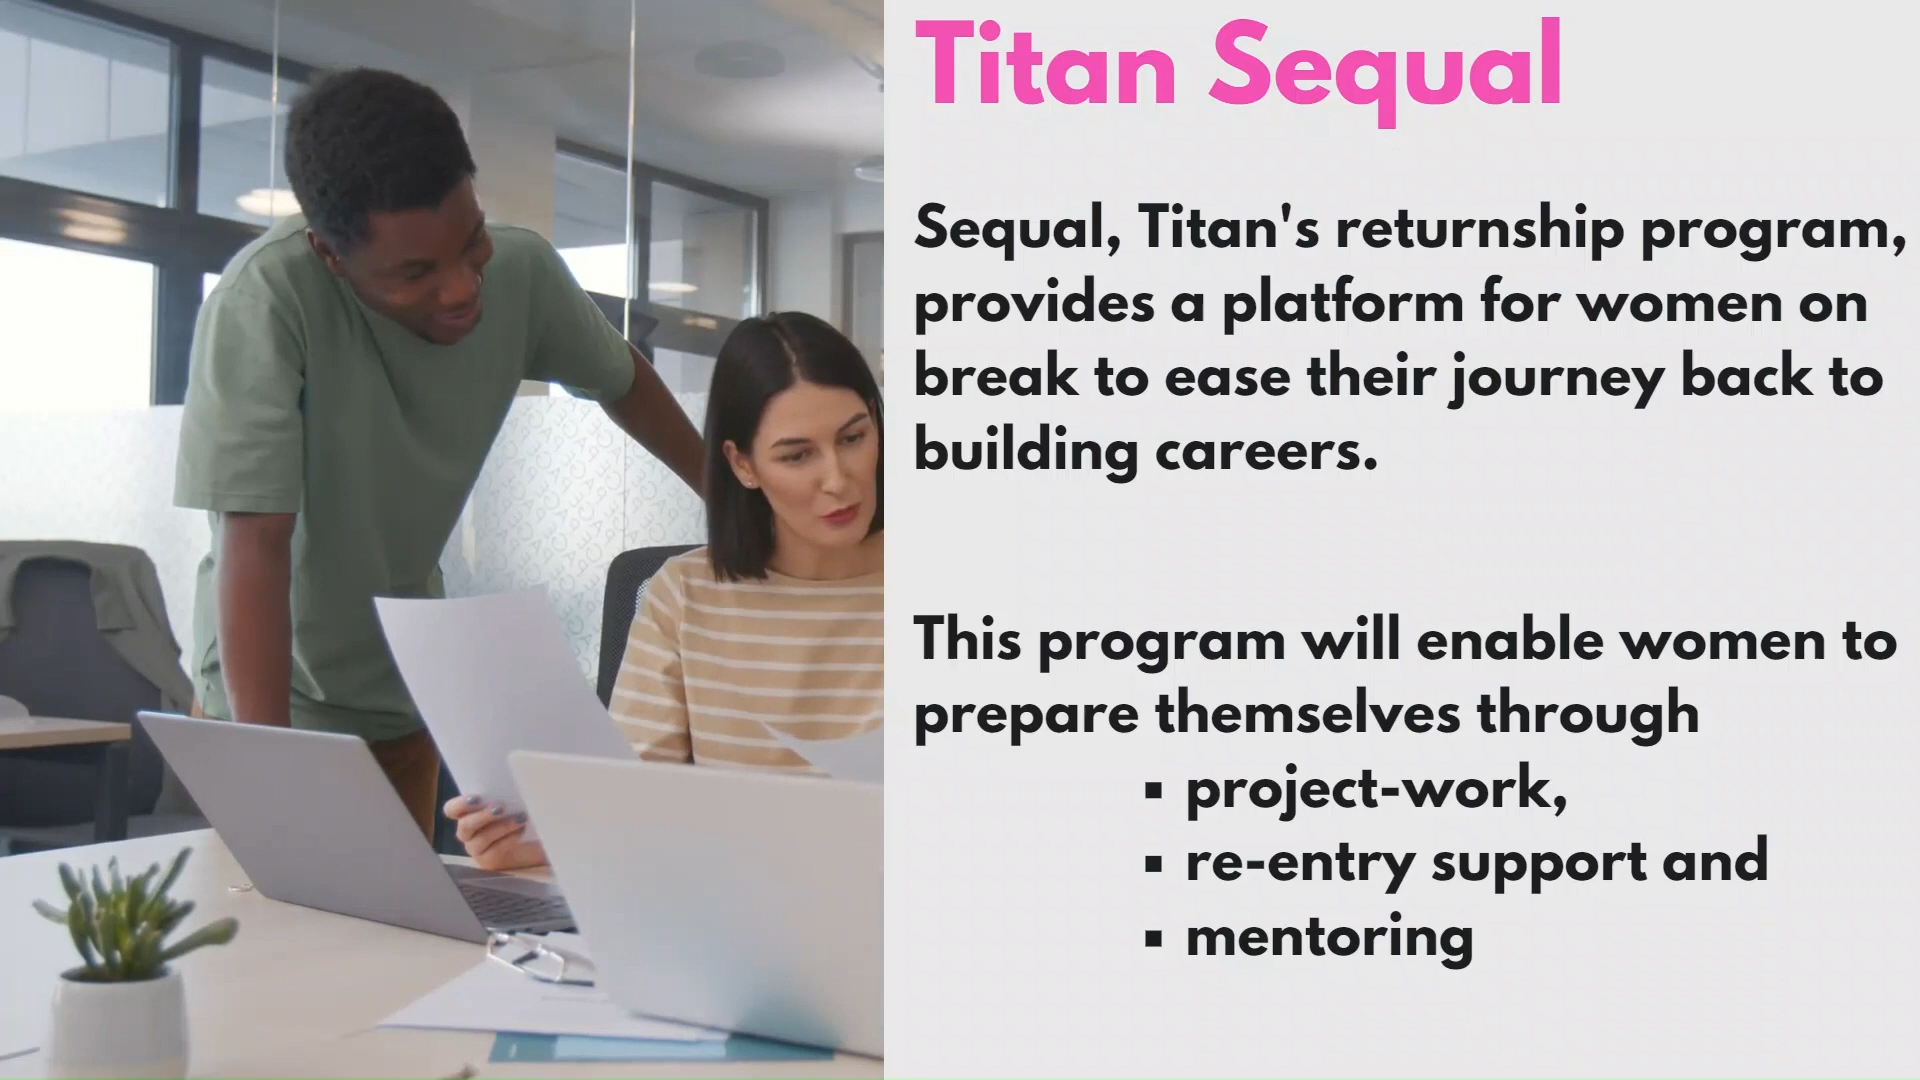 Titan Sequal
Sequal, Titan's returnship program,
provides a platform for women on
break to ease their journey back to
building careers.
This program will enable women to
prepare themselves through
▪ project-work,
▪ re-entry support and
▪ mentoring